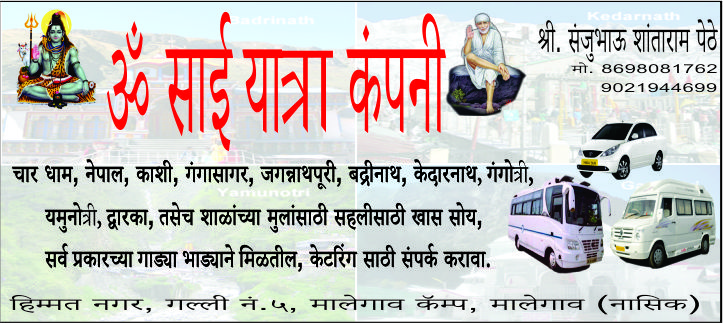 Badrinath
Kedarnath
ॐ साई यात्रा कंपनी
श्री. संजुभाऊ शांताराम पेठे
मो. 8698081762
9021944699
चार धाम, नेपाल, काशी, गंगासागर, जगन्नाथपूरी, बद्रीनाथ, केदारनाथ, गंगोत्री,
Yamunotri
यमुनोत्री, द्वारका, तसेच शाळांच्या मुलांसाठी सहलीसाठी खास सोय,
सर्व प्रकारच्या गाड्या भाड्याने मिळतील, केटरिंग साठी संपर्क करावा.
हिम्मत नगर, गल्ली नं.५, मालेगाव कॅम्प, मालेगाव (नासिक)